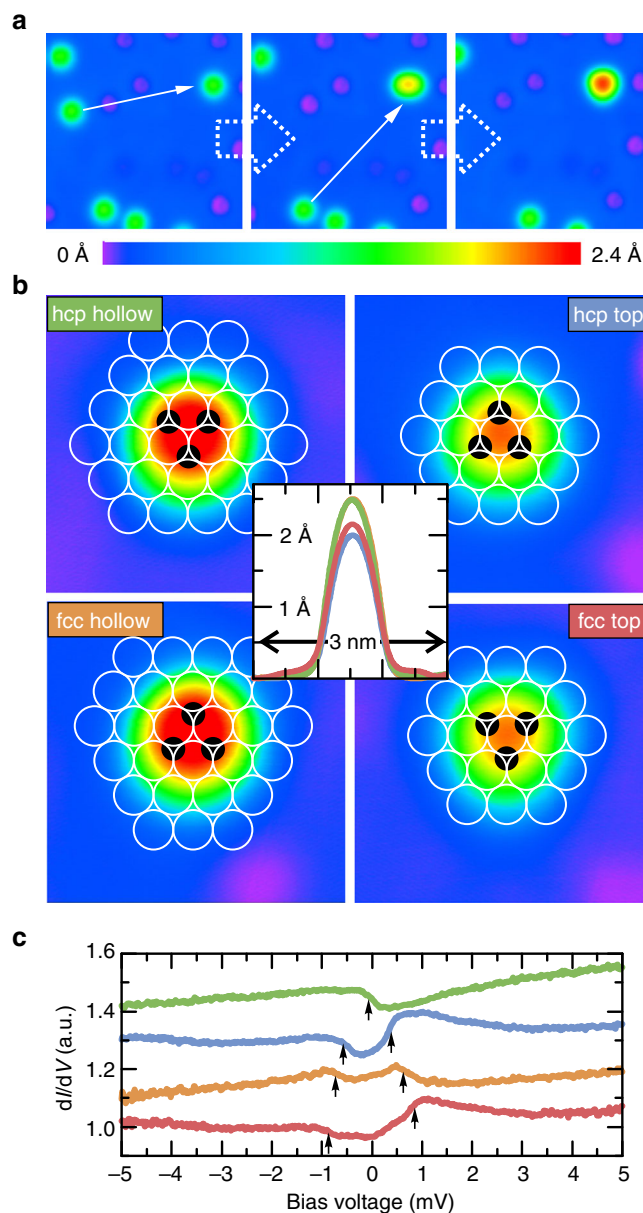 a
0 Å
2.4 Å
b
hcp hollow
hcp top
2 Å
1 Å
3 nm
fcc hollow
fcc top
c
1.6
1.4
1.2
1.0
dI/dV (a.u.)
–5 –4 –3 –2 –1 0 1 2 3 4 5
Bias voltage (mV)